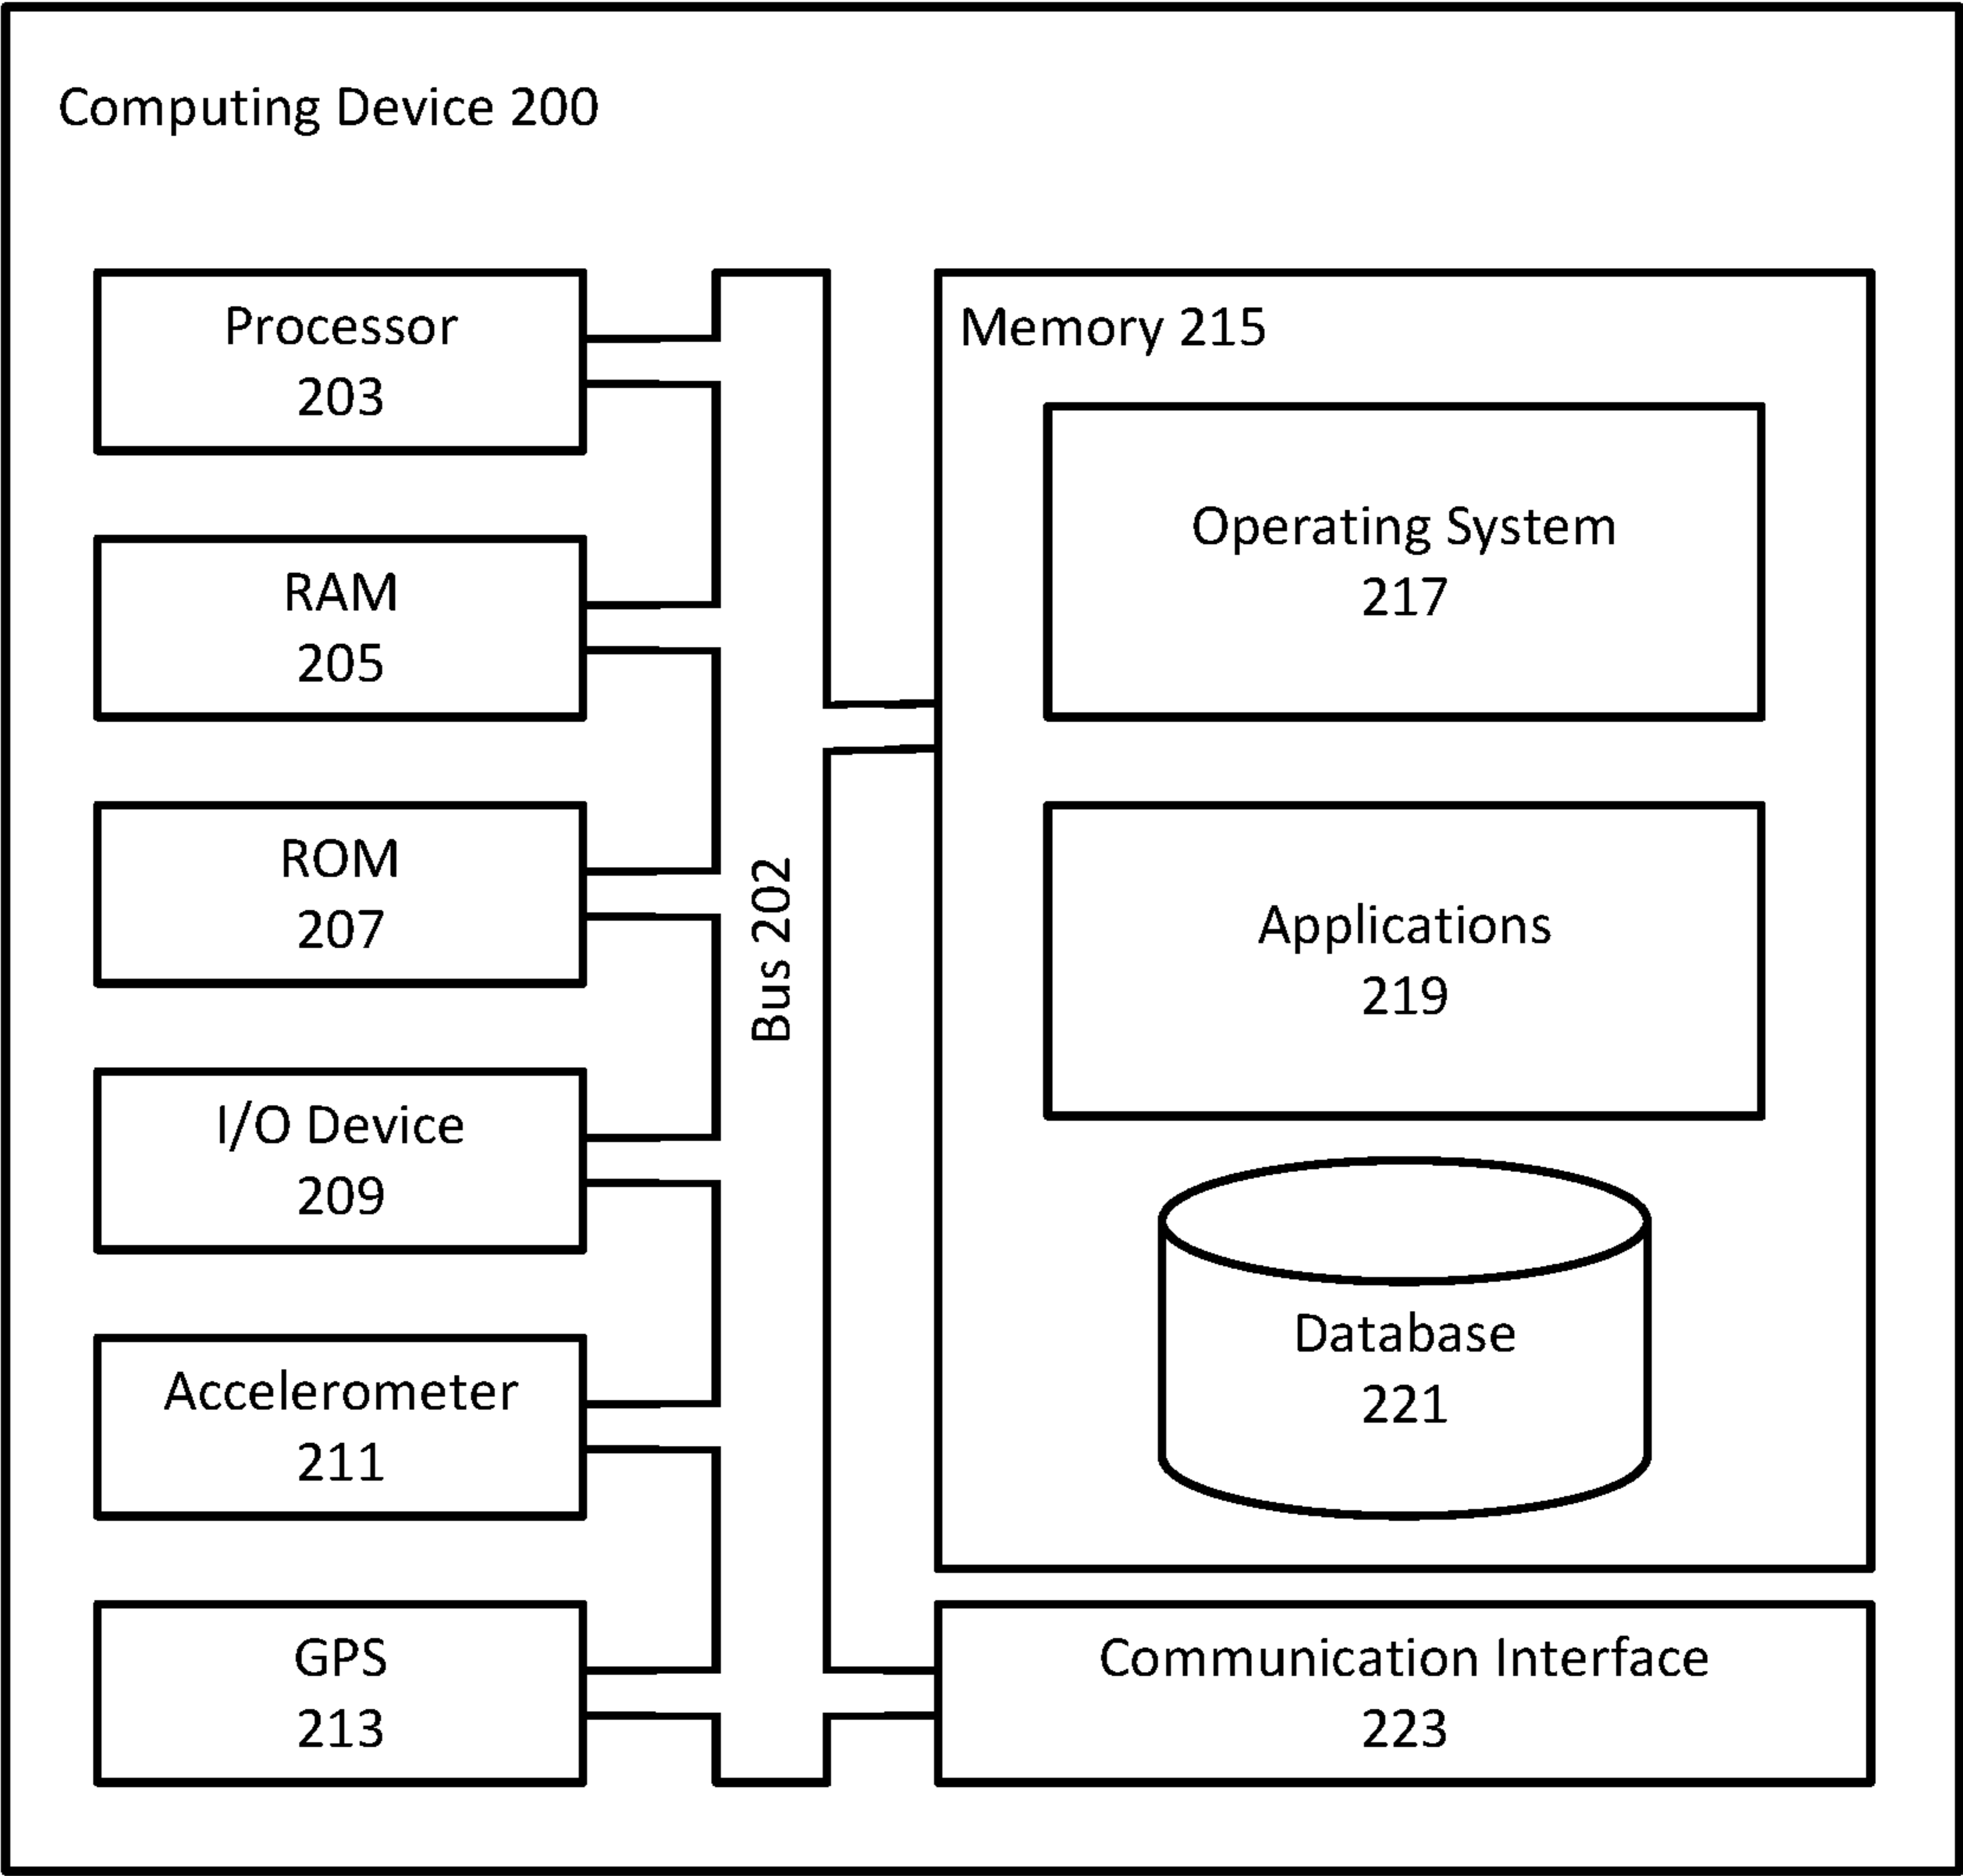 Computing Device 200
Processor
203
RAM
205
ROM
207
I/O Device
209
Accelerometer
211
GPS
213
Bus 202
Memory 215
Operating System
217
Applications
219
Database
221
Communication Interface
223